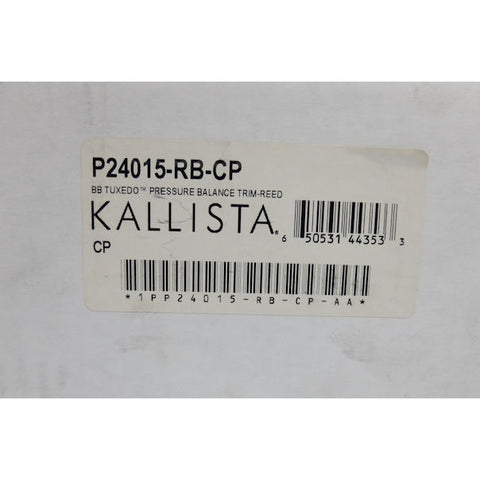 P24015-RB-CP
BB TUXEDO™ PRESSURE BALANCE TRIM-REED
KALLISTA®
6 50531 44353 3
CP
*1PP24015-RB-CP-AA*